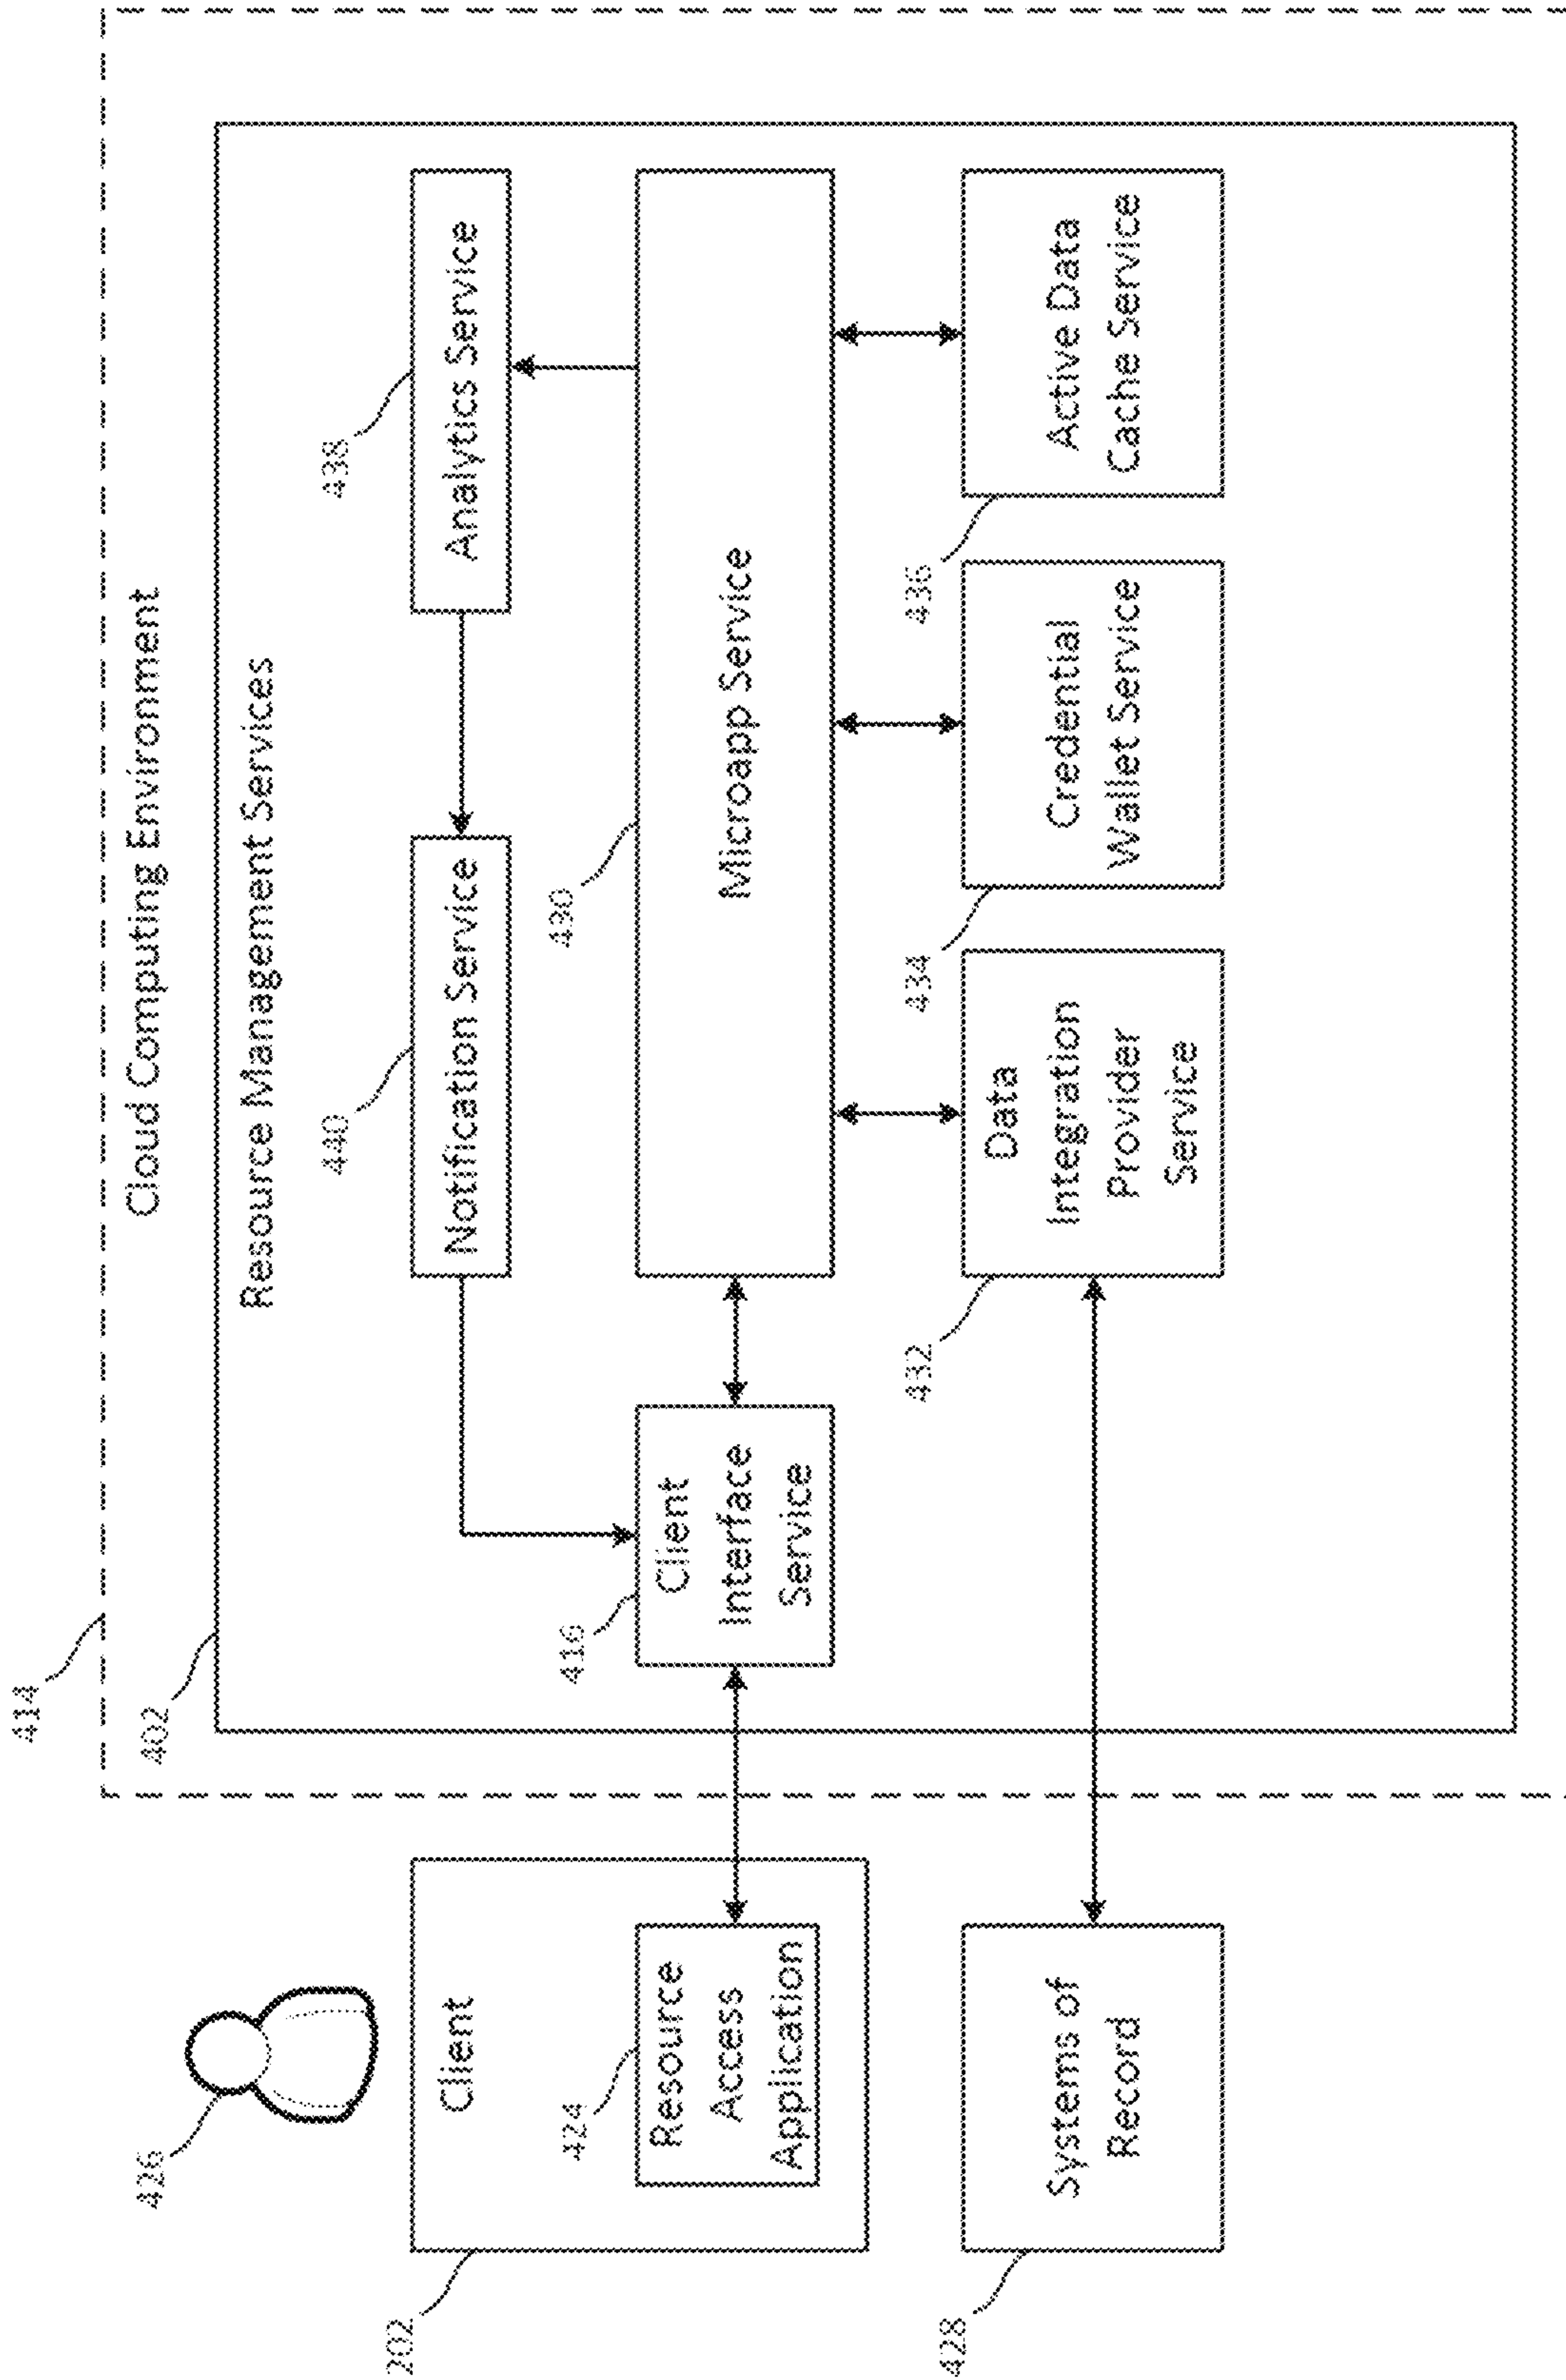 414
Cloud Computing Environment
402
Resource Management Services
426
Client
202
424
Resource
Access
Application
416
Client
Interface
Service
440
Notification Service
438
Analytics Service
430
Microapp Service
428
Systems of
Record
432
Data
Integration
Provider
Service
434
Credential
Wallet Service
436
Active Data
Cache Service